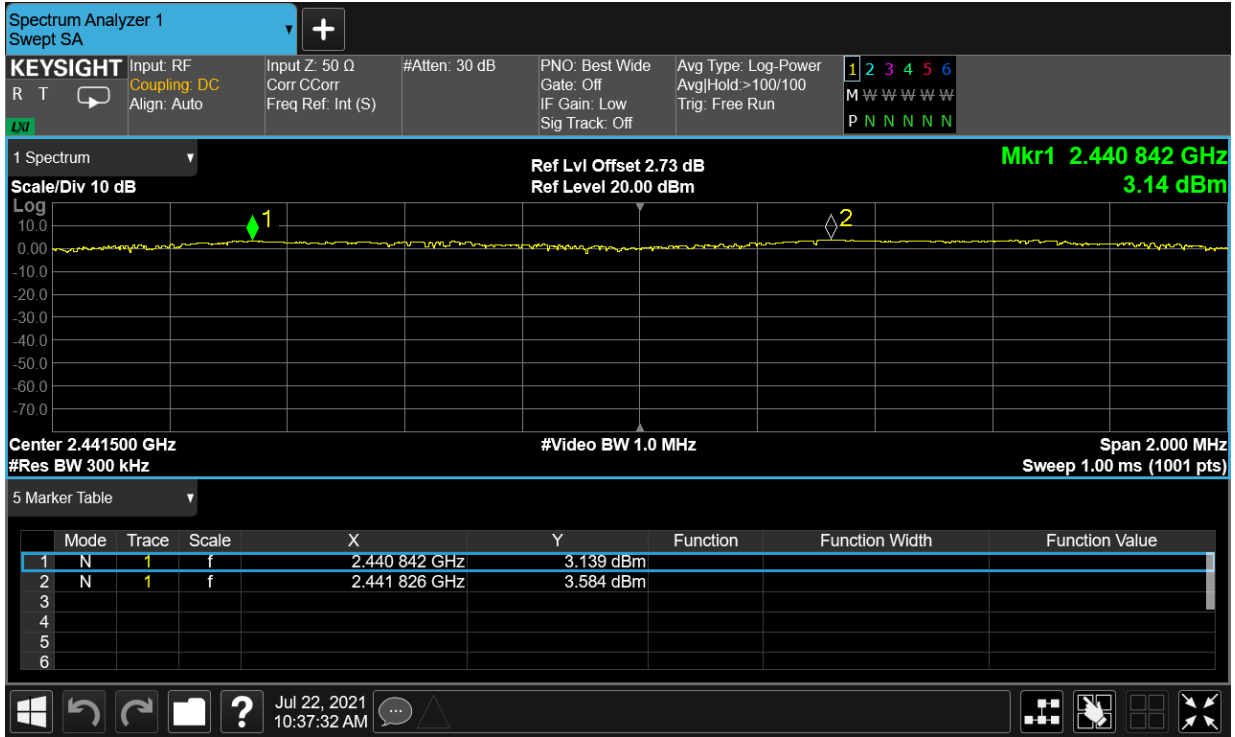 Spectrum Analyzer 1
Swept SA
+
KEYSIGHT
R T
LXI
Input: RF
Coupling: DC
Align: Auto
Input Z: 50 Ω
Corr CCorr
Freq Ref: Int (S)
#Atten: 30 dB
PNO: Best Wide
Gate: Off
IF Gain: Low
Sig Track: Off
Avg Type: Log-Power
Avg|Hold:>100/100
Trig: Free Run
1 2 3 4 5 6
M W W W W W
P N N N N N
1 Spectrum
Scale/Div 10 dB
Ref Lvl Offset 2.73 dB
Ref Level 20.00 dBm
Mkr1 2.440 842 GHz
3.14 dBm
Log
1
2
10.0
0.00
-10.0
-20.0
-30.0
-40.0
-50.0
-60.0
-70.0
Center 2.441500 GHz
#Video BW 1.0 MHz
Span 2.000 MHz
#Res BW 300 kHz
Sweep 1.00 ms (1001 pts)
5 Marker Table
Mode Trace Scale X Y Function Function Width Function Value
1 N 1 f 2.440 842 GHz 3.139 dBm
2 N 1 f 2.441 826 GHz 3.584 dBm
3
4
5
6
?
Jul 22, 2021
10:37:32 AM